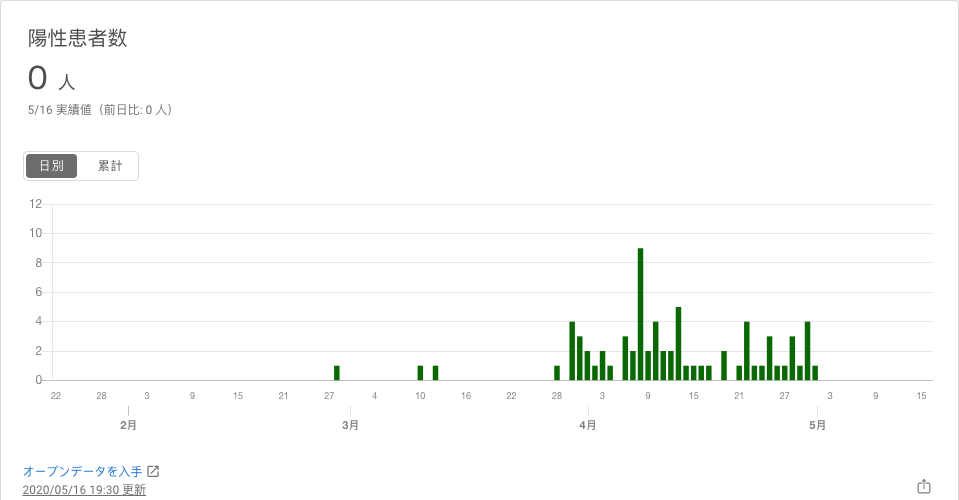 陽性患者数
0 人
5/16 実績値（前日比: 0 人）
日別 累計
12
10
8
6
4
2
0
22 28 3 9 15 21 27 4 10 16 22 28 3 9 15 21 27 3 9 15
2月 3月 4月 5月
オープンデータを入手
2020/05/16 19:30 更新